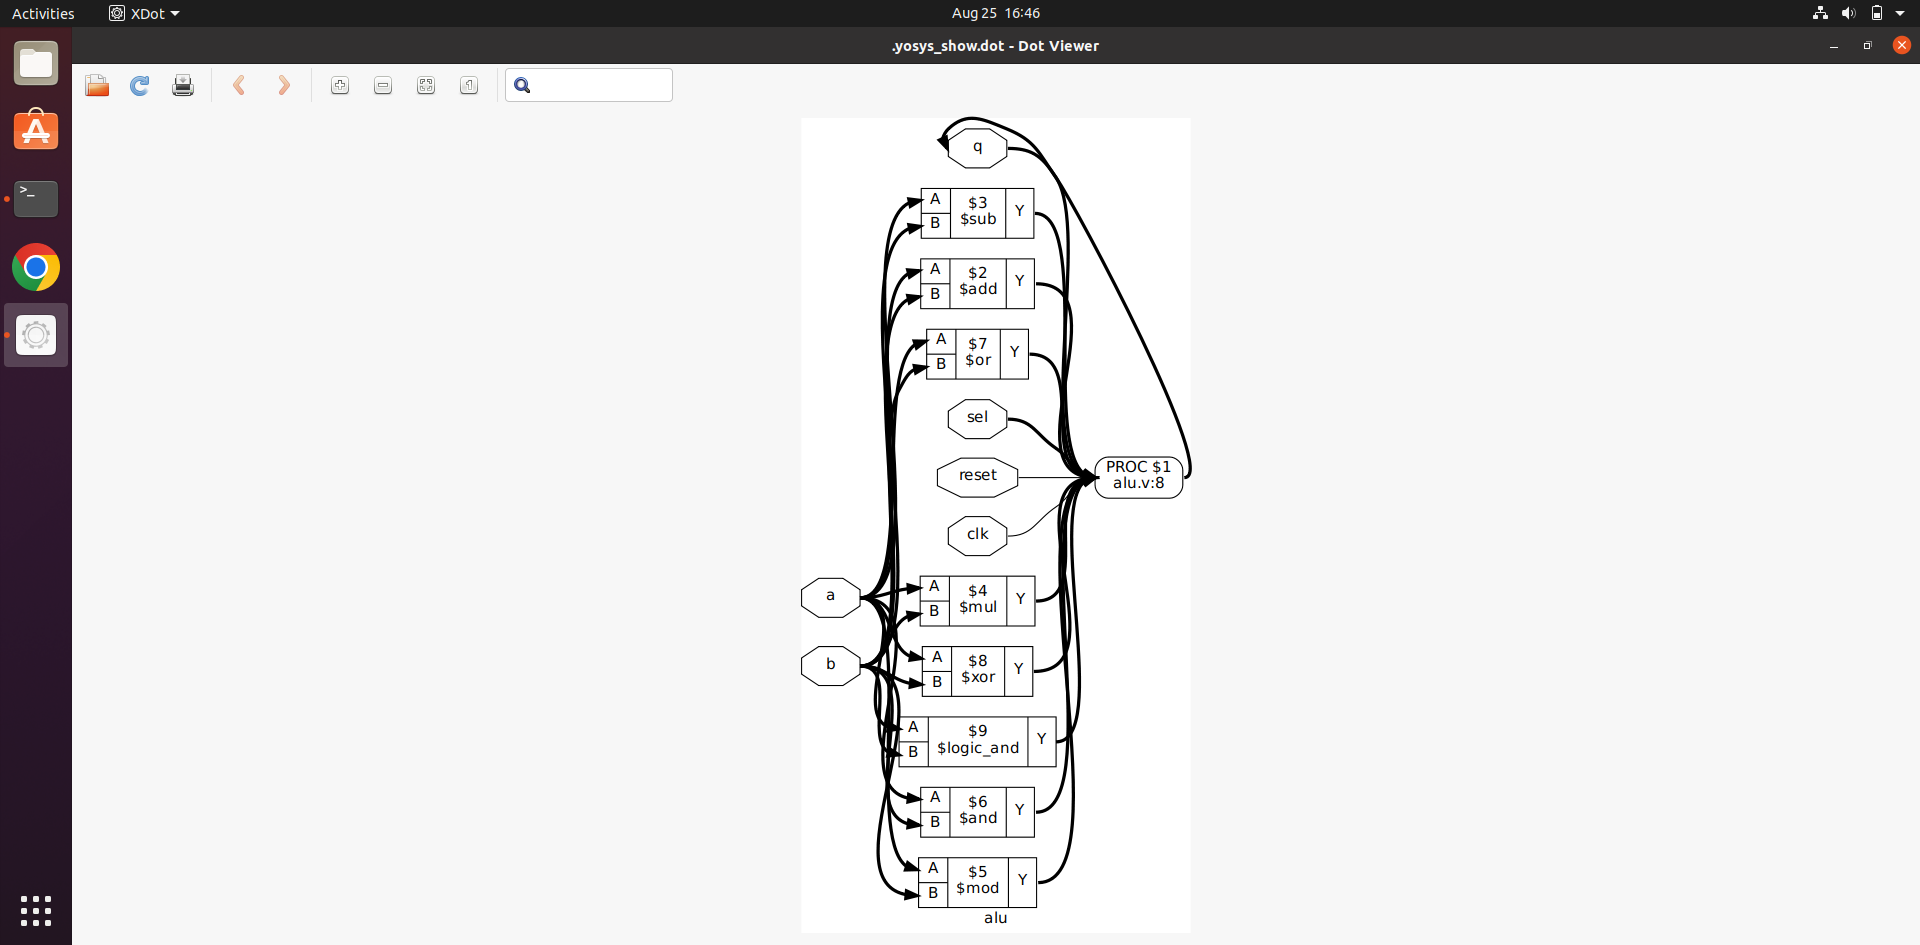 Activities
XDot
Aug 25 16:46
.yosys_show.dot - Dot Viewer
q
A
B
$3
$sub
Y
A
B
$2
$add
Y
A
B
$7
$or
Y
sel
reset
clk
PROC $1
alu.v:8
a
b
A
B
$4
$mul
Y
A
B
$8
$xor
Y
A
B
$9
$logic_and
Y
A
B
$6
$and
Y
A
B
$5
$mod
Y
alu